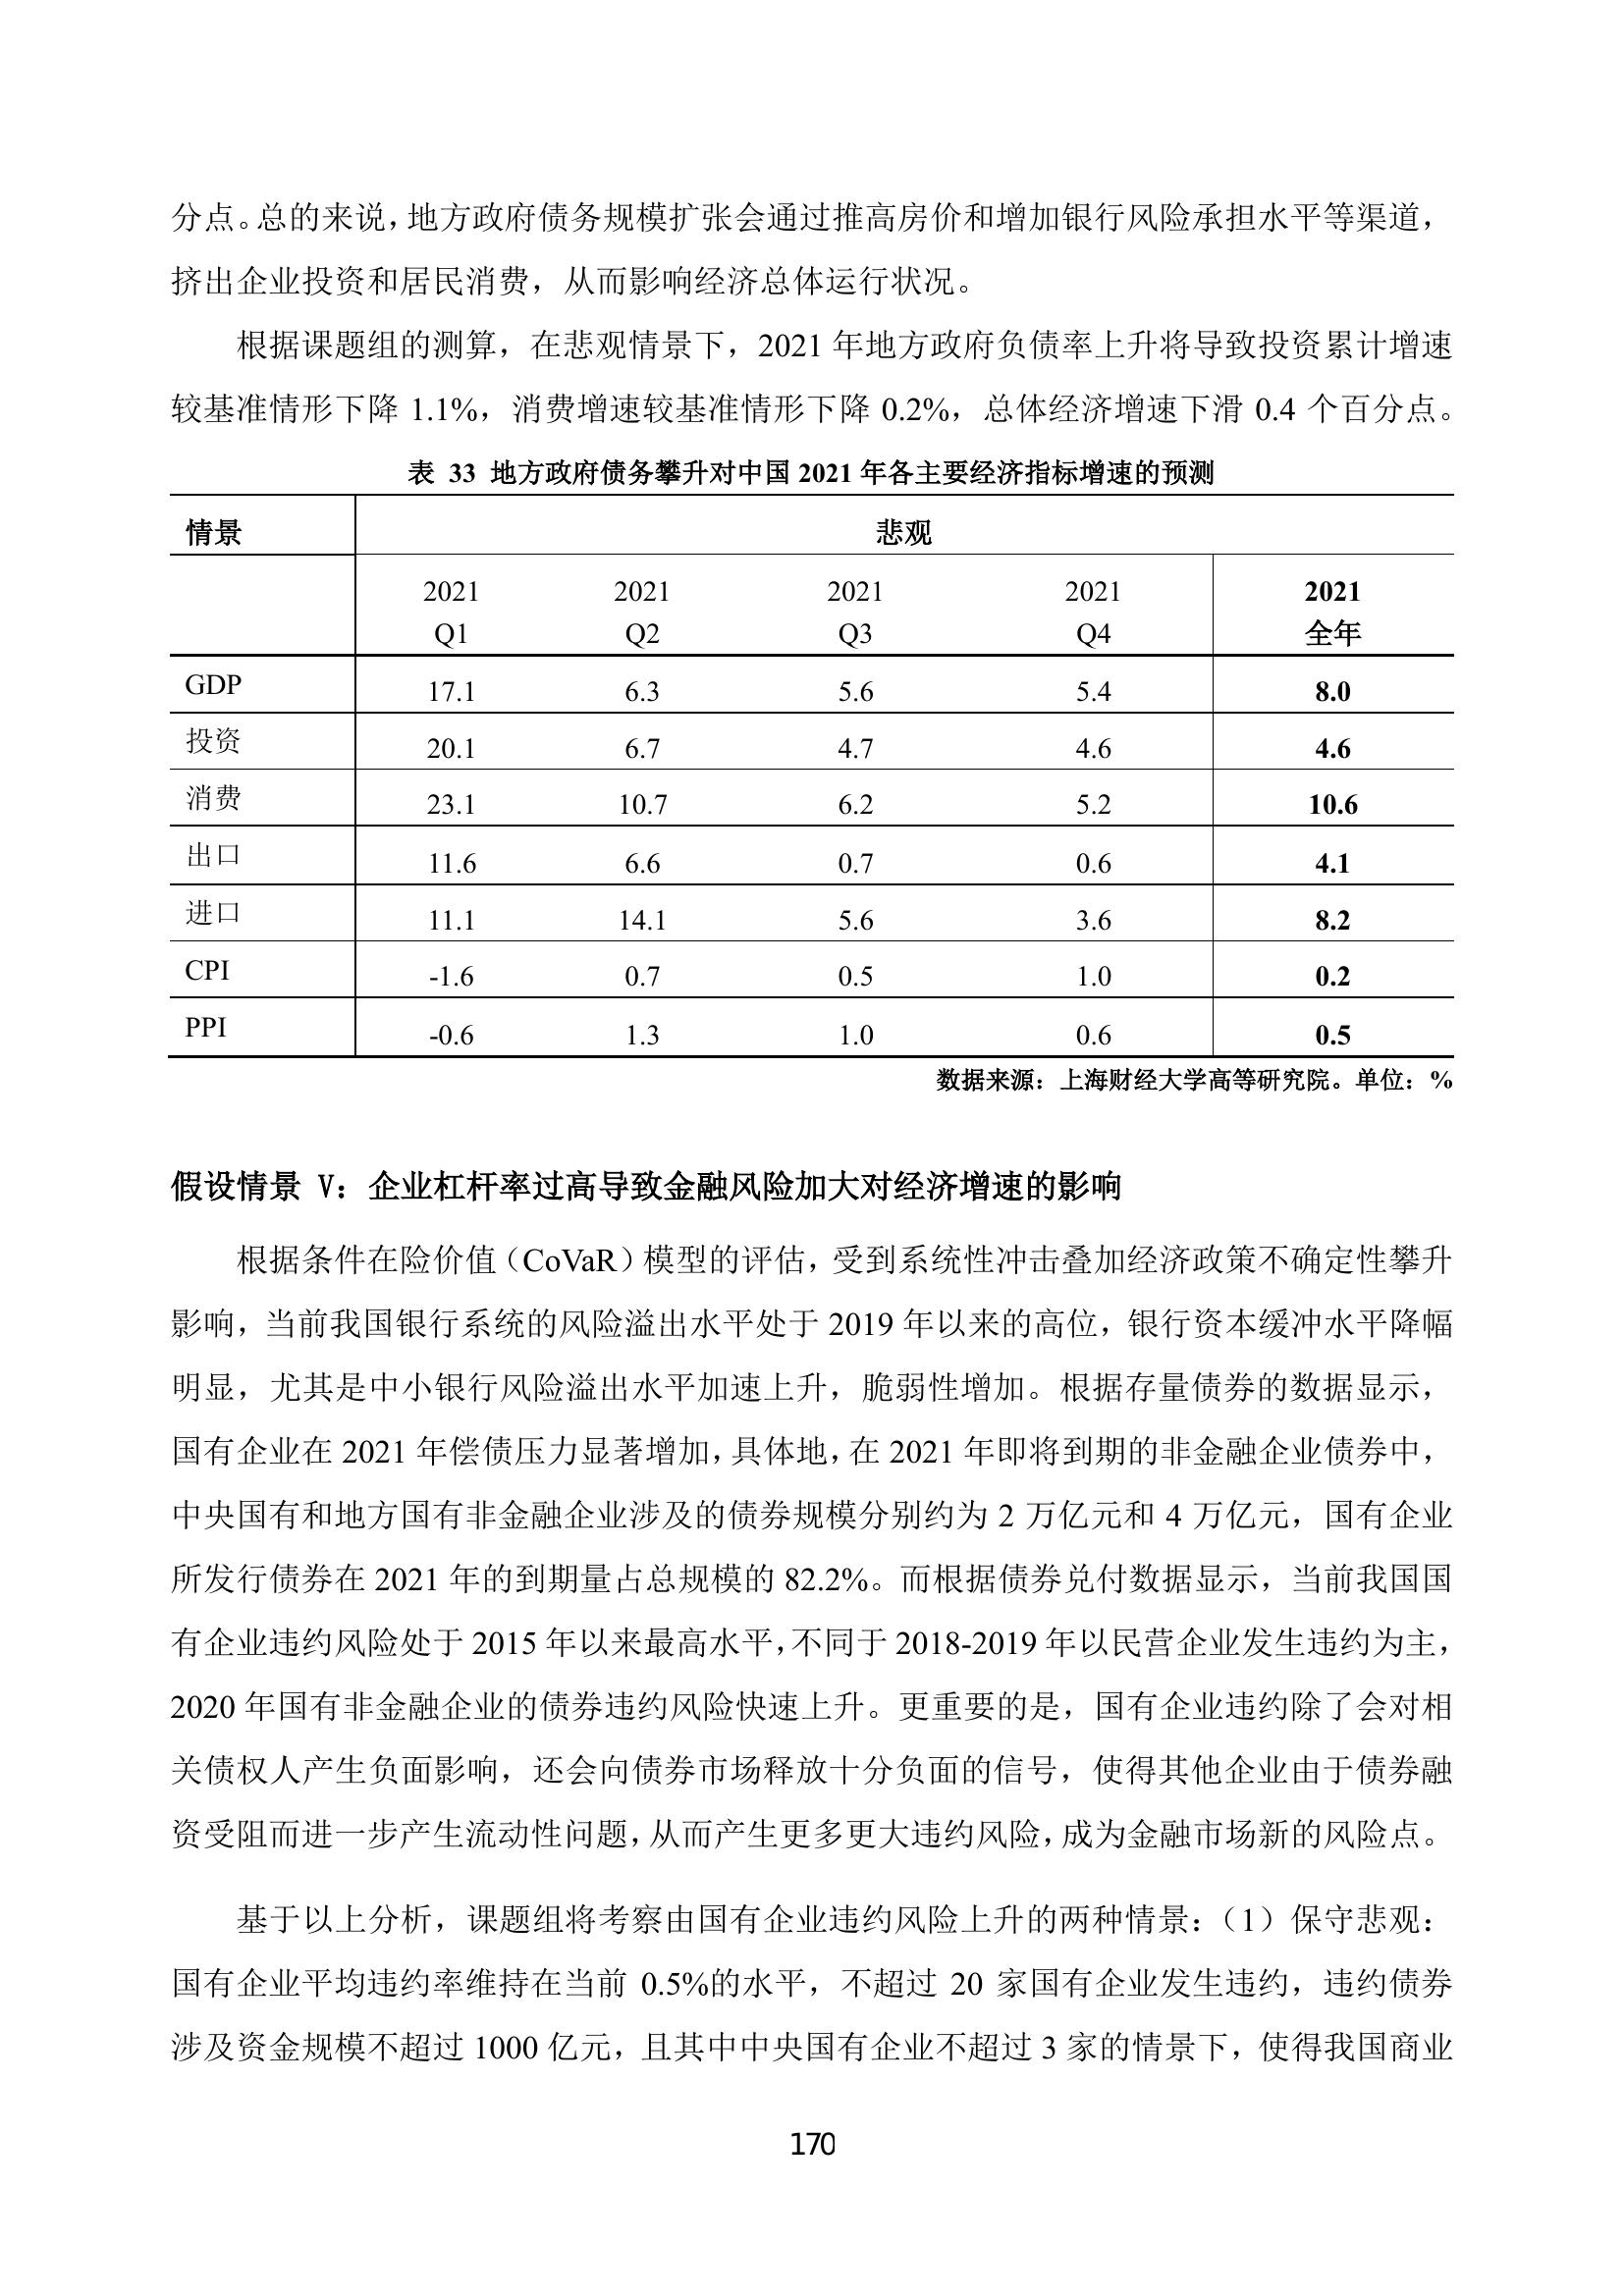 分点。总的来说，地方政府债务规模扩张会通过推高房价和增加银行风险承担水平等渠道，
挤出企业投资和居民消费，从而影响经济总体运行状况。
根据课题组的测算，在悲观情景下，2021 年地方政府负债率上升将导致投资累计增速
较基准情形下降 1.1%，消费增速较基准情形下降 0.2%，总体经济增速下滑 0.4 个百分点。
表 33 地方政府债务攀升对中国 2021 年各主要经济指标增速的预测
情景 悲观
2021 2021 2021 2021 2021
Q1 Q2 Q3 Q4 全年
GDP 17.1 6.3 5.6 5.4 8.0
投资 20.1 6.7 4.7 4.6 4.6
消费 23.1 10.7 6.2 5.2 10.6
出口 11.6 6.6 0.7 0.6 4.1
进口 11.1 14.1 5.6 3.6 8.2
CPI -1.6 0.7 0.5 1.0 0.2
PPI -0.6 1.3 1.0 0.6 0.5
数据来源：上海财经大学高等研究院。单位：%
假设情景 V：企业杠杆率过高导致金融风险加大对经济增速的影响
根据条件在险价值（CoVaR）模型的评估，受到系统性冲击叠加经济政策不确定性攀升
影响，当前我国银行系统的风险溢出水平处于 2019 年以来的高位，银行资本缓冲水平降幅
明显，尤其是中小银行风险溢出水平加速上升，脆弱性增加。根据存量债券的数据显示，
国有企业在 2021 年偿债压力显著增加，具体地，在 2021 年即将到期的非金融企业债券中，
中央国有和地方国有非金融企业涉及的债券规模分别约为 2 万亿元和 4 万亿元，国有企业
所发行债券在 2021 年的到期量占总规模的 82.2%。而根据债券兑付数据显示，当前我国国
有企业违约风险处于 2015 年以来最高水平，不同于 2018-2019 年以民营企业发生违约为主，
2020 年国有非金融企业的债券违约风险快速上升。更重要的是，国有企业违约除了会对相
关债权人产生负面影响，还会向债券市场释放十分负面的信号，使得其他企业由于债券融
资受阻而进一步产生流动性问题，从而产生更多更大违约风险，成为金融市场新的风险点。
基于以上分析，课题组将考察由国有企业违约风险上升的两种情景：（1）保守悲观：
国有企业平均违约率维持在当前 0.5%的水平，不超过 20 家国有企业发生违约，违约债券
涉及资金规模不超过 1000 亿元，且其中中央国有企业不超过 3 家的情景下，使得我国商业
170